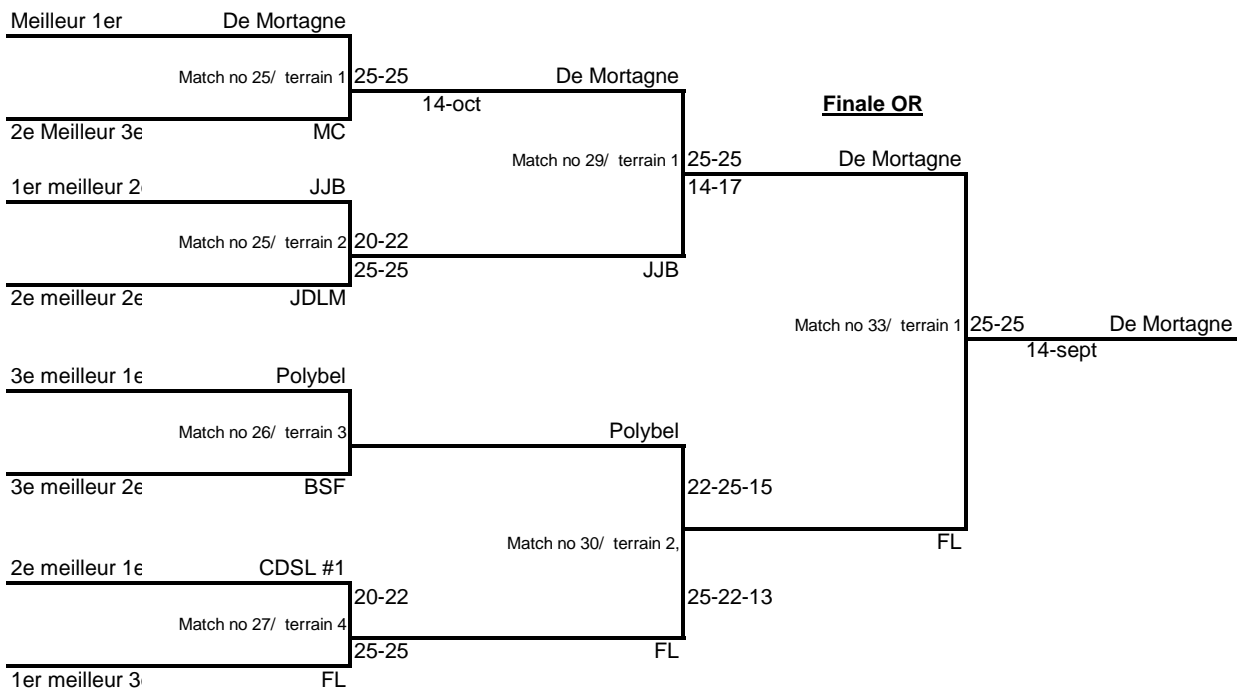 Meilleur 1er De Mortagne
Match no 25/ terrain 1 25-25 De Mortagne
14-oct
Finale OR
2e Meilleur 3e MC
Match no 29/ terrain 1 25-25 De Mortagne
14-17
1er meilleur 2 JJB
Match no 25/ terrain 2 20-22
25-25 JJB
2e meilleur 2e JDLM
Match no 33/ terrain 1 25-25 De Mortagne
14-sept
3e meilleur 1e Polybel
Match no 26/ terrain 3 Polybel
3e meilleur 2e BSF
22-25-15
Match no 30/ terrain 2, FL
2e meilleur 1e CDSL #1
20-22 25-22-13
Match no 27/ terrain 4
25-25 FL
1er meilleur 3 FL